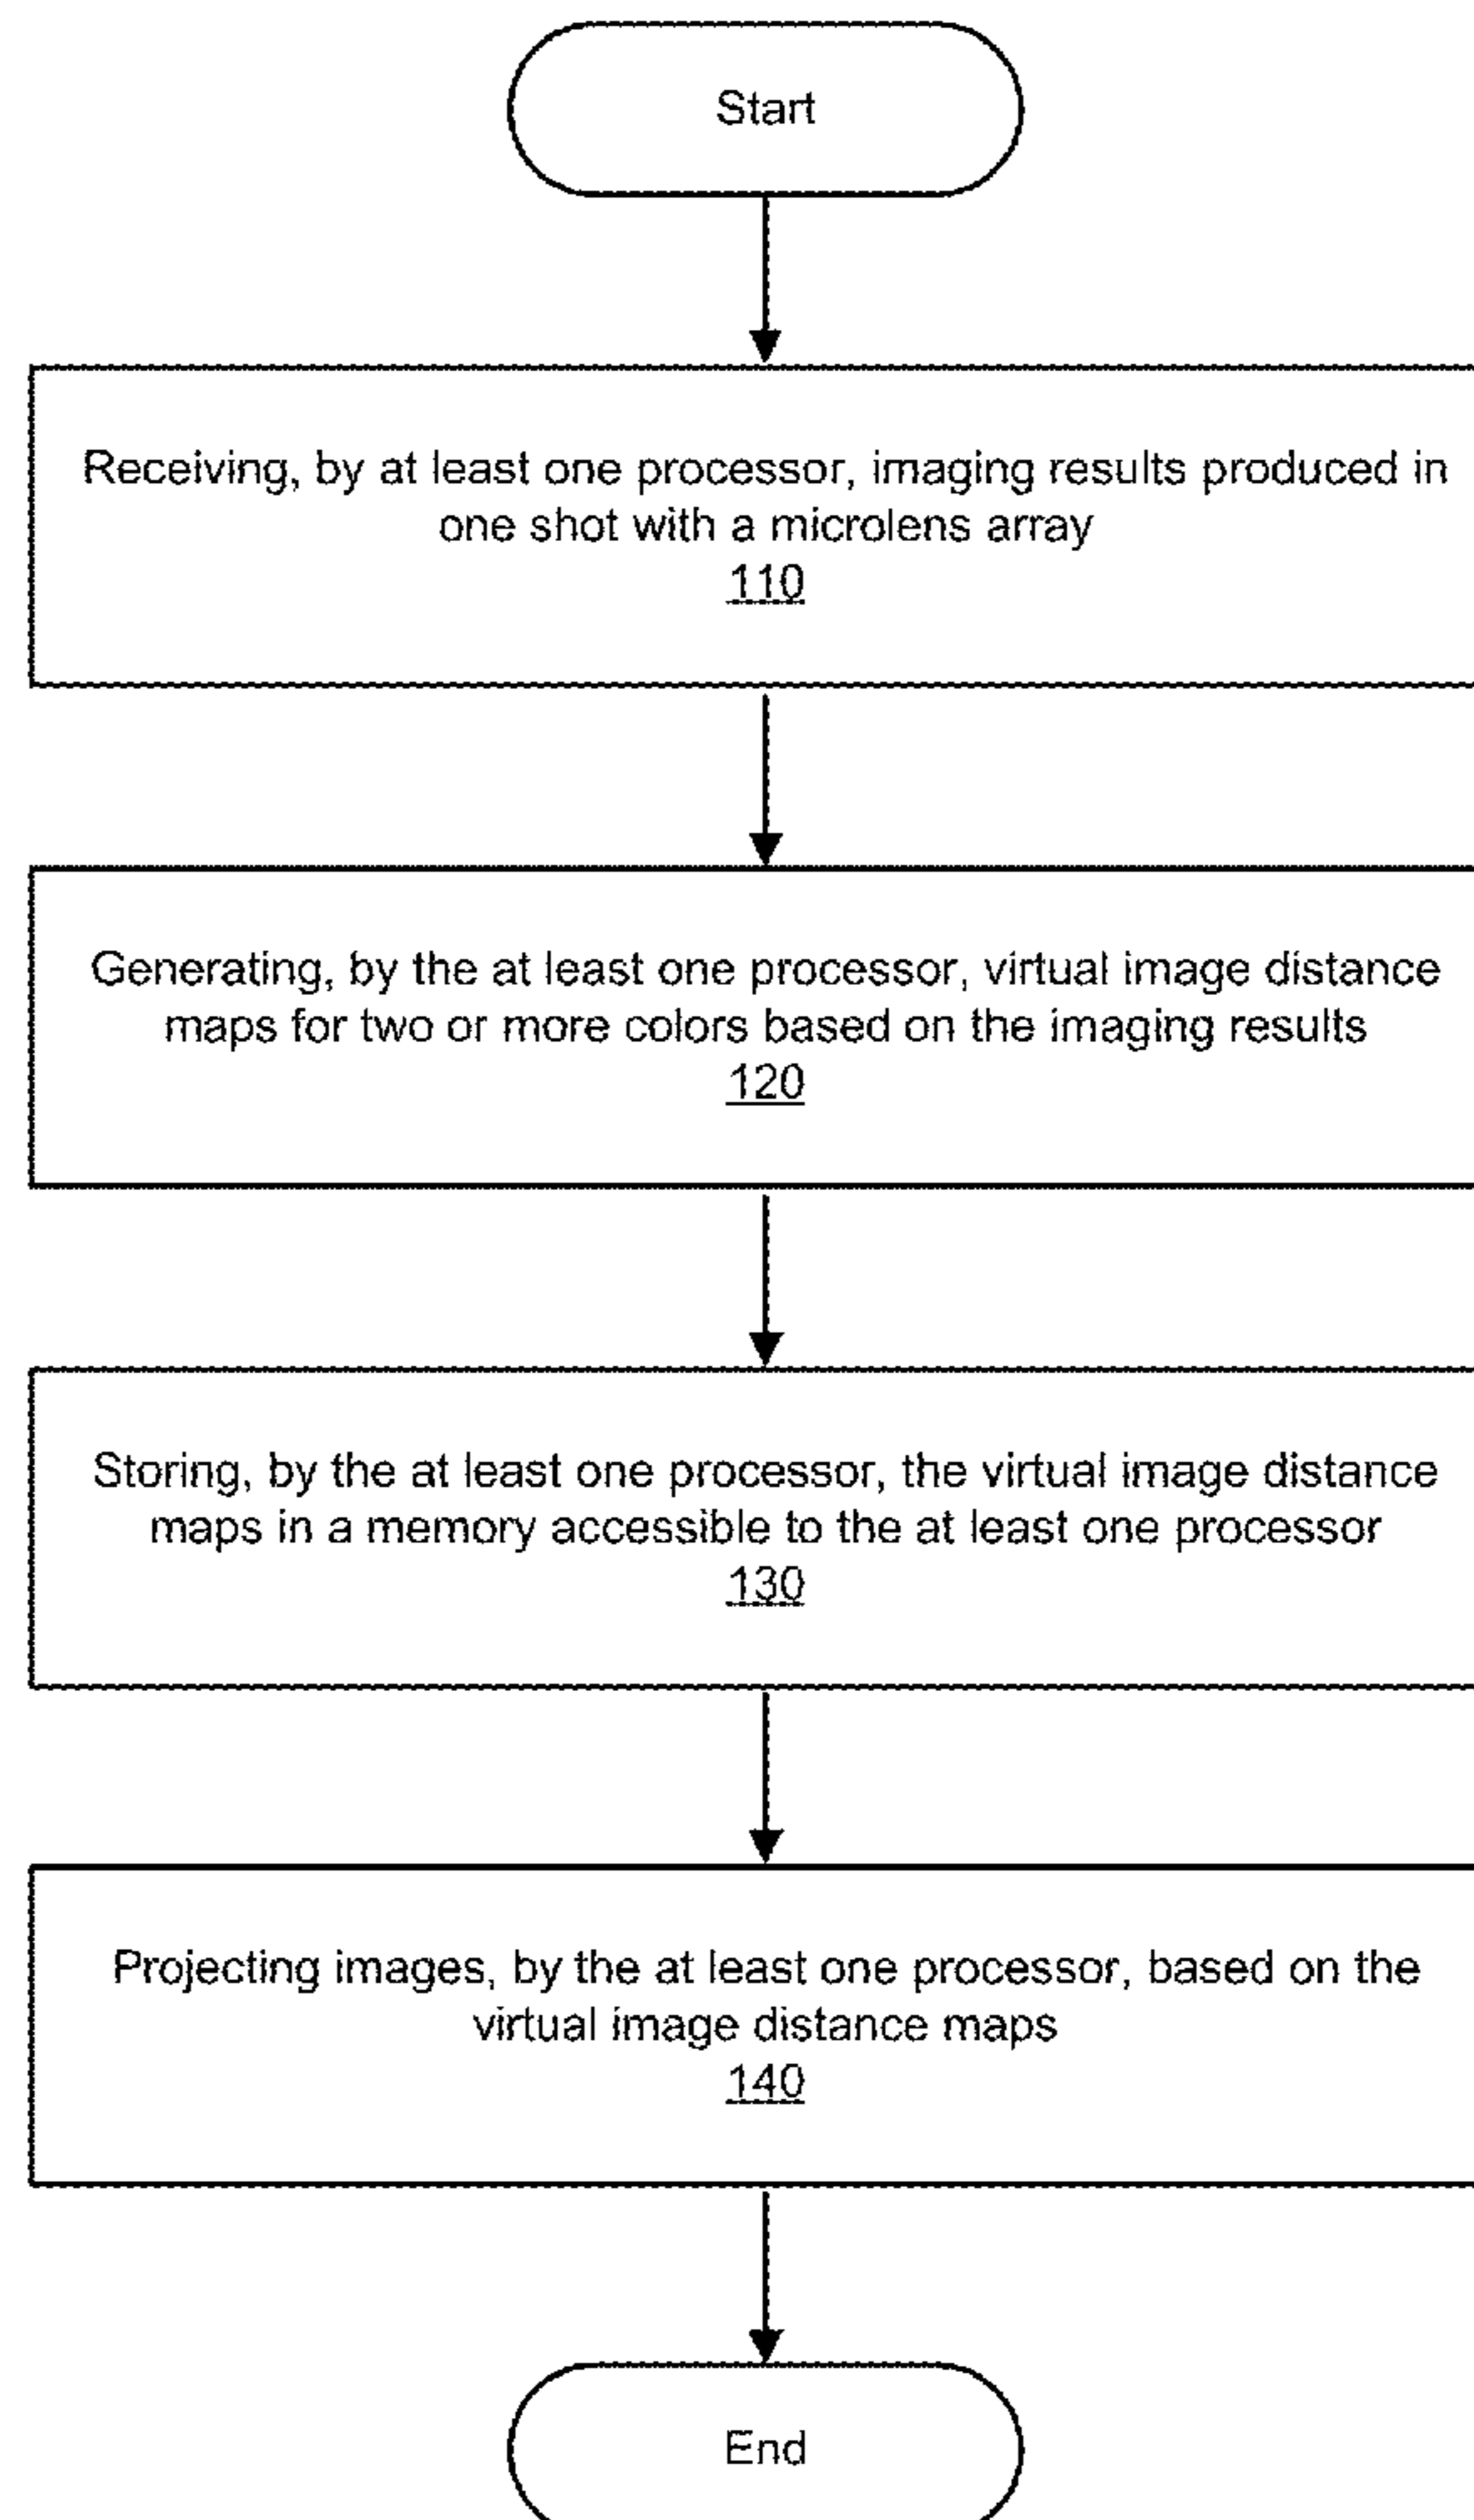 Start
Receiving, by at least one processor, imaging results produced in
one shot with a microlens array
110
Generating, by the at least one processor, virtual image distance
maps for two or more colors based on the imaging results
120
Storing, by the at least one processor, the virtual image distance
maps in a memory accessible to the at least one processor
130
Projecting images, by the at least one processor, based on the
virtual image distance maps
140
End